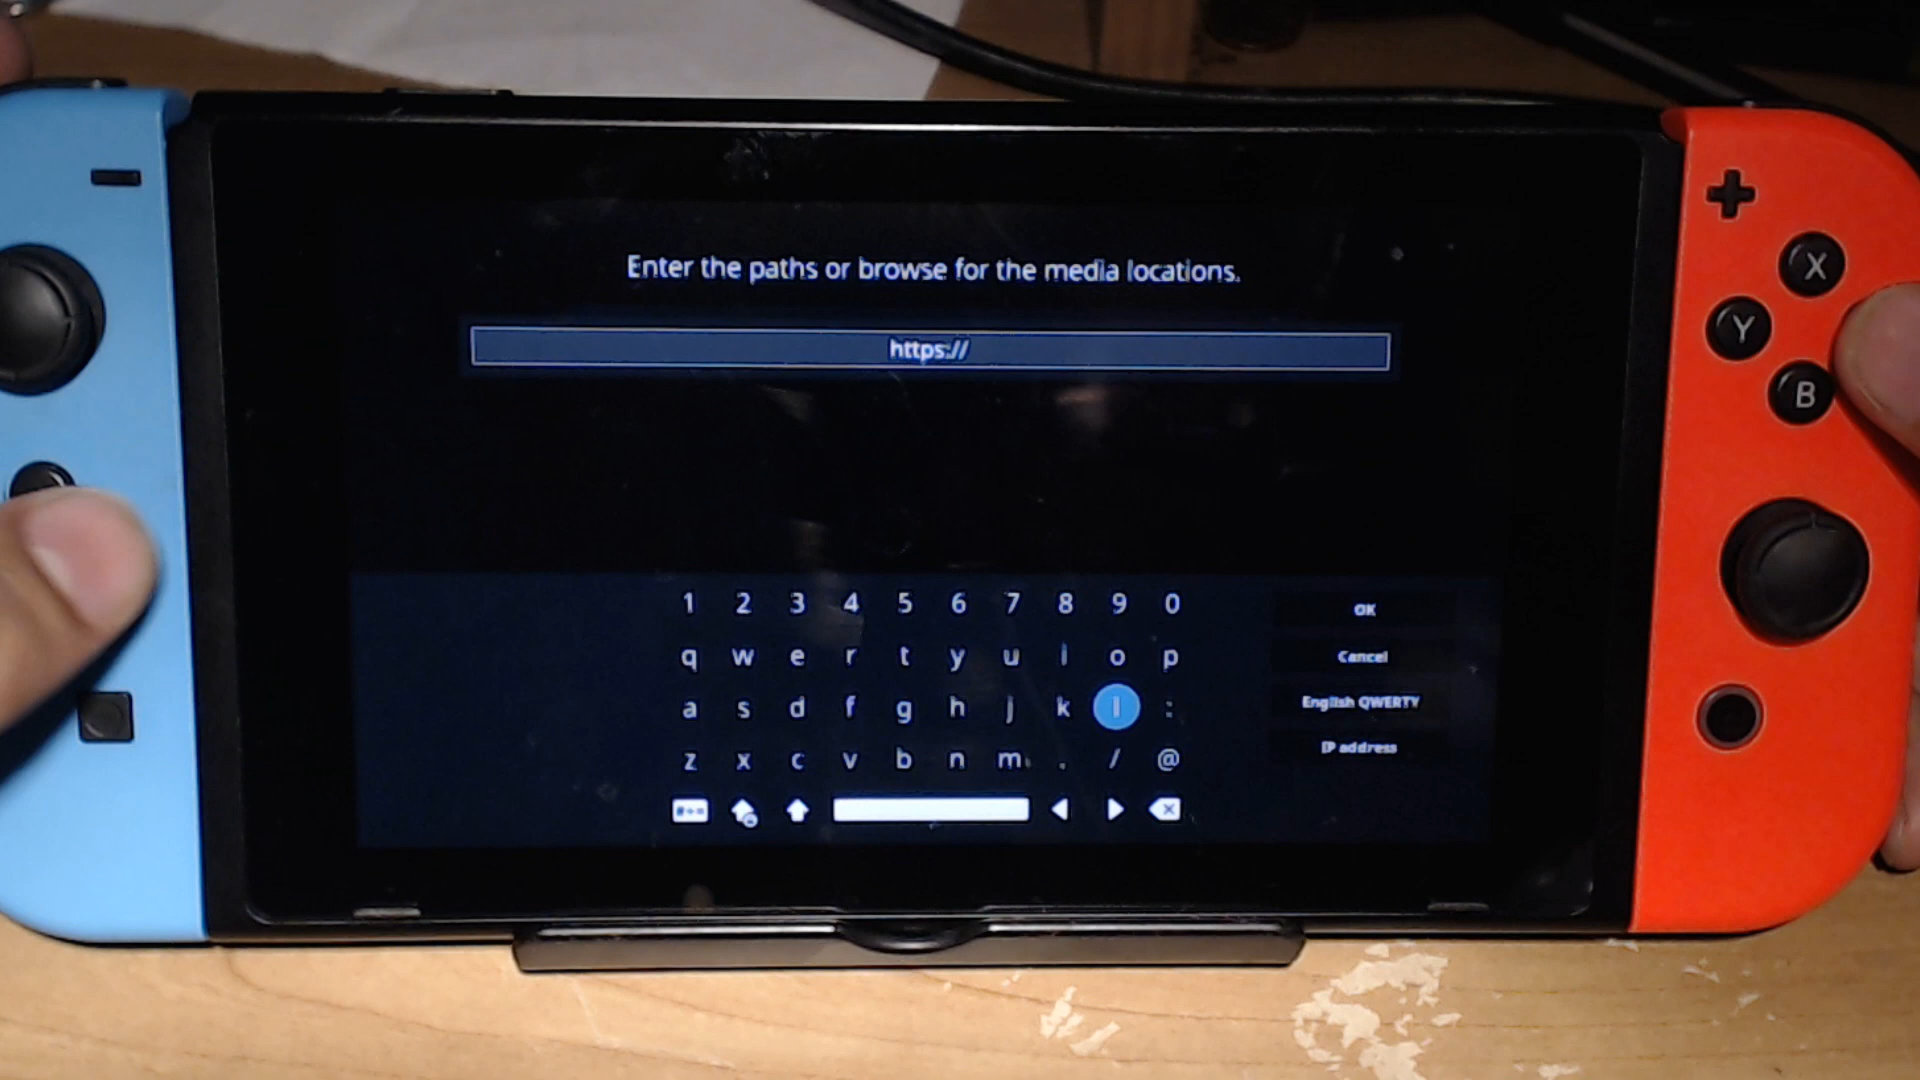 Enter the paths or browse for the media locations.
https://
1 2 3 4 5 6 7 8 9 0
q w e r t y u i o p
a s d f g h j k l :
z x c v b n m . / @
OK
Cancel
English QWERTY
IP address
X
Y
B